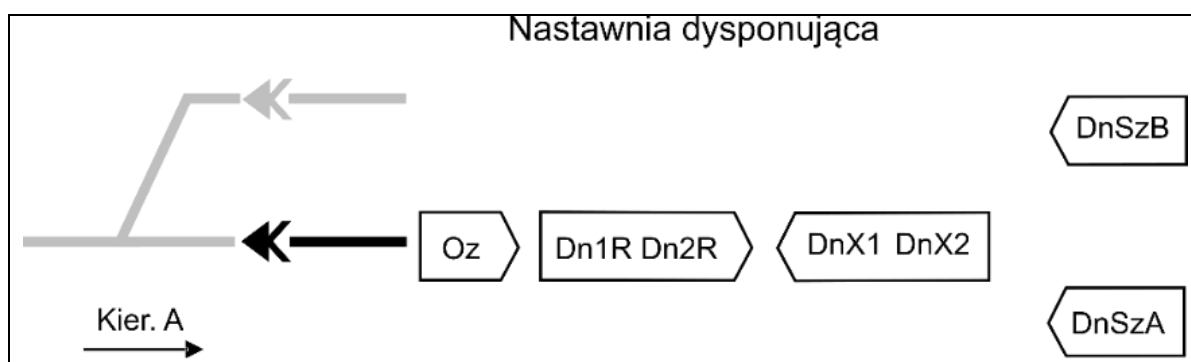 Nastawnia dysponująca
DnSzB
Oz
Dn1R Dn2R
DnX1 DnX2
Kier. A
DnSzA